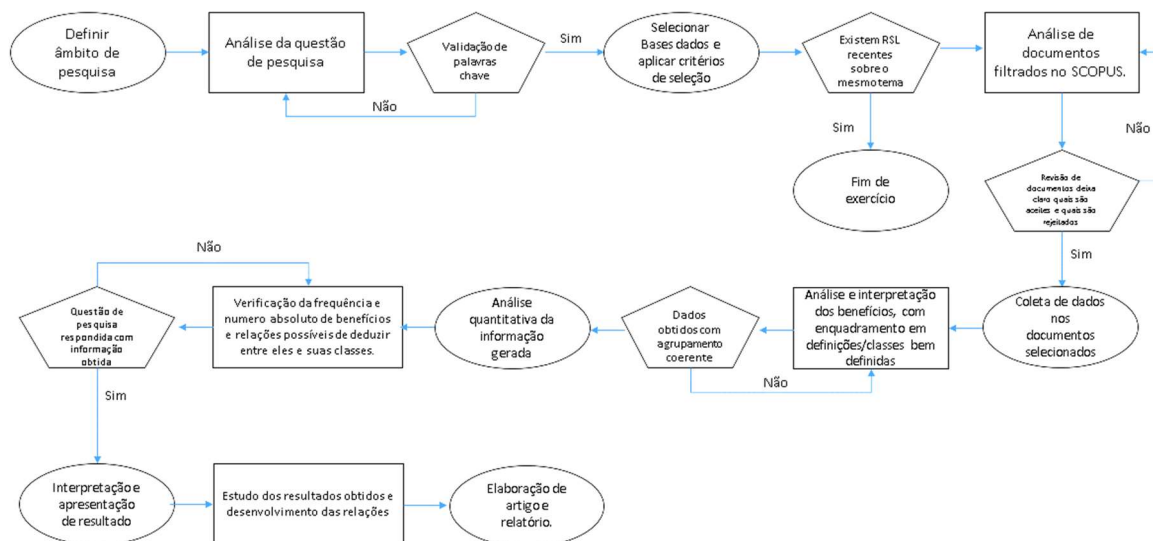 Definir
âmbito de
pesquisa
Análise da questão
de pesquisa
Validação de
palavras
chave
Sim
Não
Selecionar
Bases dados e
aplicar critérios
de seleção
Existem RSL
recentes
sobre o
mesmo tema
Sim
Fim de
exercício
Análise de
documentos
filtrados no SCOPUS.
Não
Revisão de
documentos deixa
claro quais são
aceites e quais são
rejeitados
Sim
Coleta de dados
nos
documentos
selecionados
Análise e interpretação
dos benefícios, com
enquadramento em
definições/classes bem
definidas
Dados
obtidos com
agrupamento
coerente
Não
Análise
quantitativa da
informação
gerada
Verificação da frequência e
numero absoluto de benefícios
e relações possíveis de deduzir
entre eles e suas classes.
Não
Questão de
pesquisa
respondida com
informação
obtida
Sim
Interpretação e
apresentação
de resultado
Estudo dos resultados obtidos e
desenvolvimento das relações
Elaboração de
artigo e
relatório.